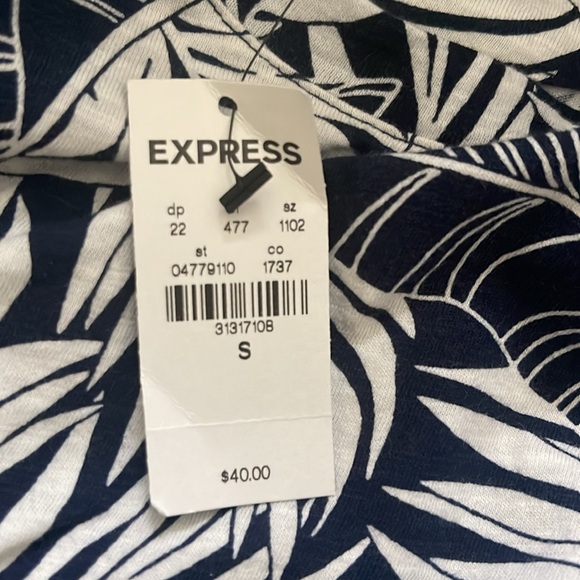 EXPRESS
dp sz
22 477 1102
st co
04779110 1737
31317108
S
$40.00